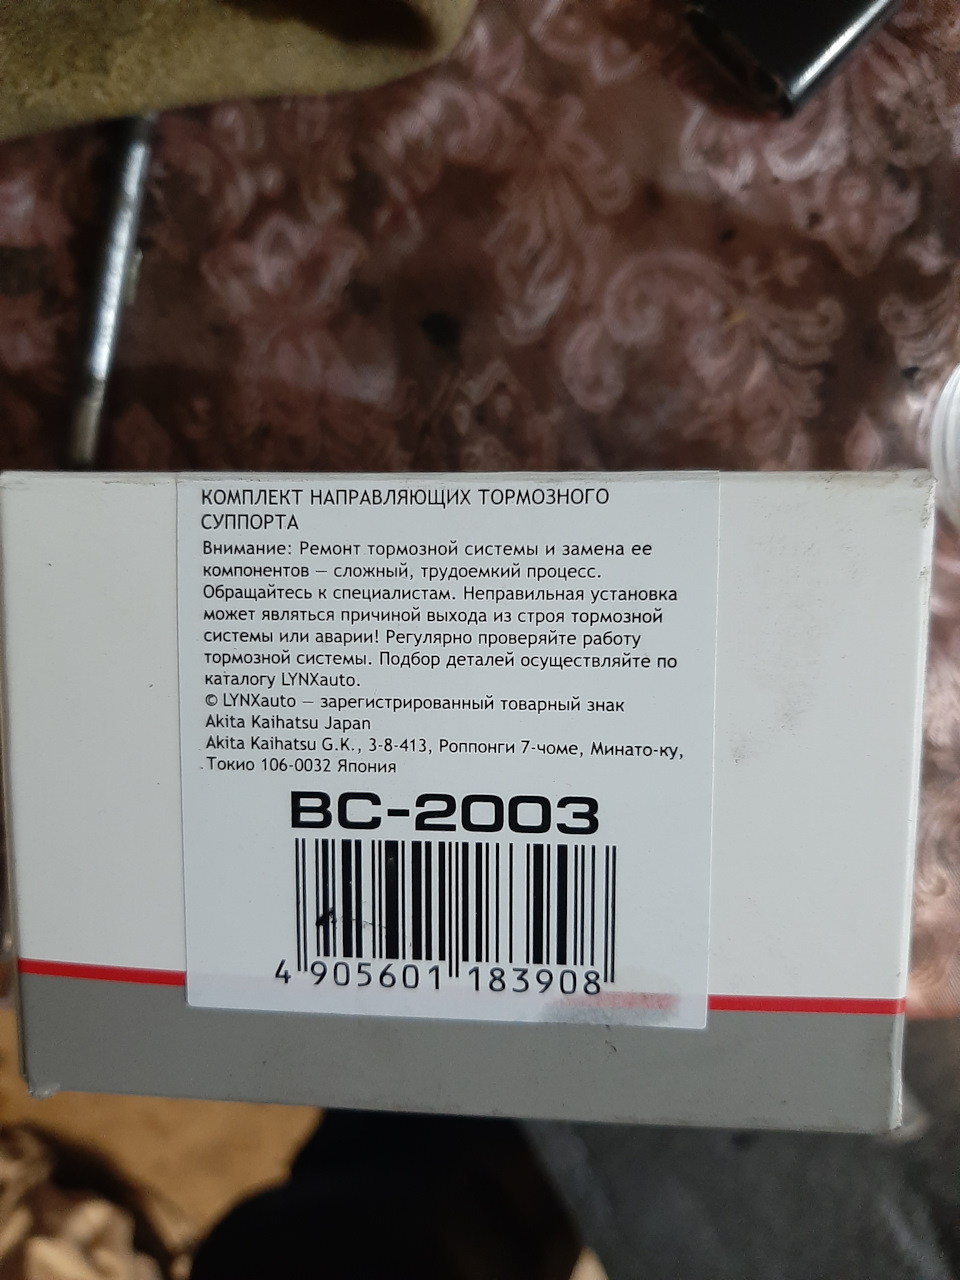 КОМПЛЕКТ НАПРАВЛЯЮЩИХ ТОРМОЗНОГО
СУППОРТА
Внимание: Ремонт тормозной системы и замена ее
компонентов — сложный, трудоемкий процесс.
Обращайтесь к специалистам. Неправильная установка
может являться причиной выхода из строя тормозной
системы или аварии! Регулярно проверяйте работу
тормозной системы. Подбор деталей осуществляйте по
каталогу LYNXauto.
© LYNXauto — зарегистрированный товарный знак
Akita Kaihatsu Japan
Akita Kaihatsu G.K., 3-8-413, Роппонги 7-чоме, Минато-ку,
Токио 106-0032 Япония
BC-2003
4 905601 183908